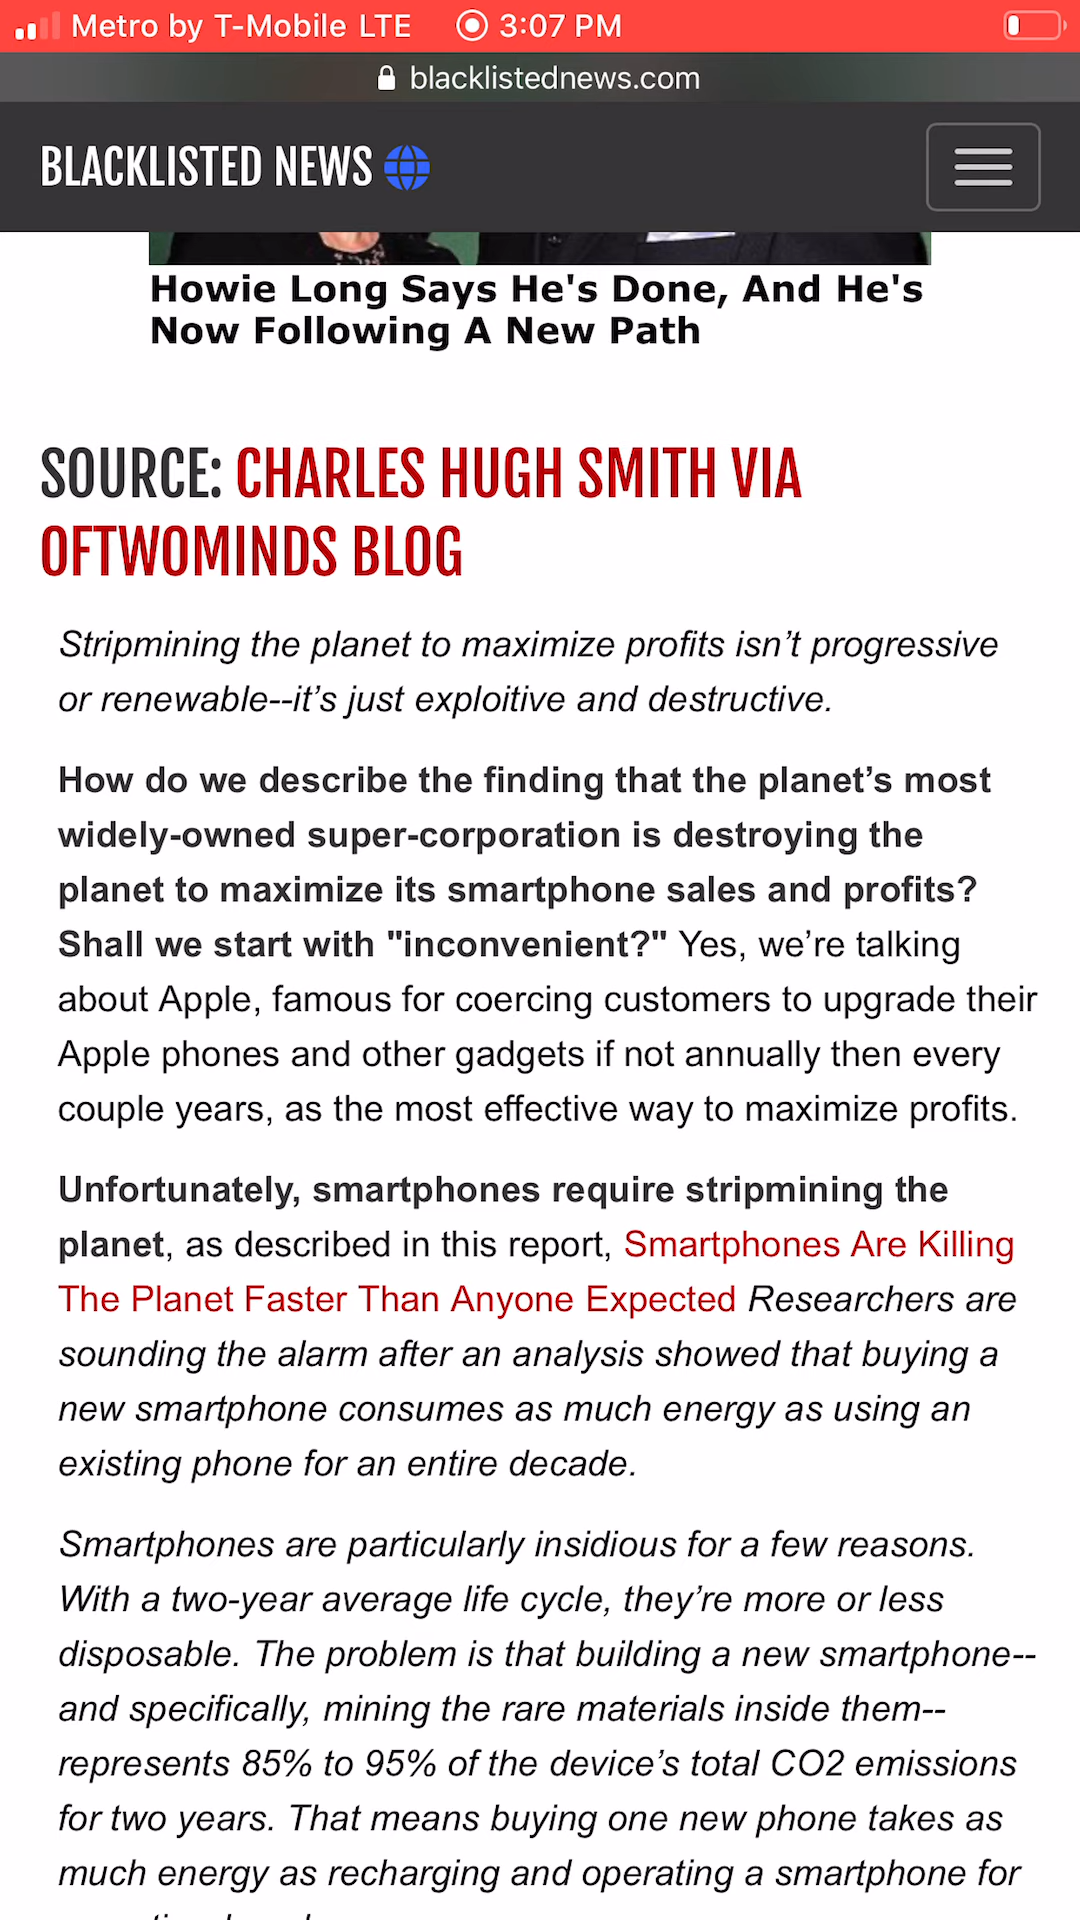 Metro by T-Mobile LTE 3:07 PM
blacklistednews.com
BLACKLISTED NEWS
Howie Long Says He's Done, And He's
Now Following A New Path
SOURCE: CHARLES HUGH SMITH VIA
OFTWOMINDS BLOG
Stripmining the planet to maximize profits isn’t progressive
or renewable--it’s just exploitive and destructive.
How do we describe the finding that the planet’s most
widely-owned super-corporation is destroying the
planet to maximize its smartphone sales and profits?
Shall we start with "inconvenient?" Yes, we’re talking
about Apple, famous for coercing customers to upgrade their
Apple phones and other gadgets if not annually then every
couple years, as the most effective way to maximize profits.
Unfortunately, smartphones require stripmining the
planet, as described in this report, Smartphones Are Killing
The Planet Faster Than Anyone Expected Researchers are
sounding the alarm after an analysis showed that buying a
new smartphone consumes as much energy as using an
existing phone for an entire decade.
Smartphones are particularly insidious for a few reasons.
With a two-year average life cycle, they’re more or less
disposable. The problem is that building a new smartphone--
and specifically, mining the rare materials inside them--
represents 85% to 95% of the device’s total CO2 emissions
for two years. That means buying one new phone takes as
much energy as recharging and operating a smartphone for